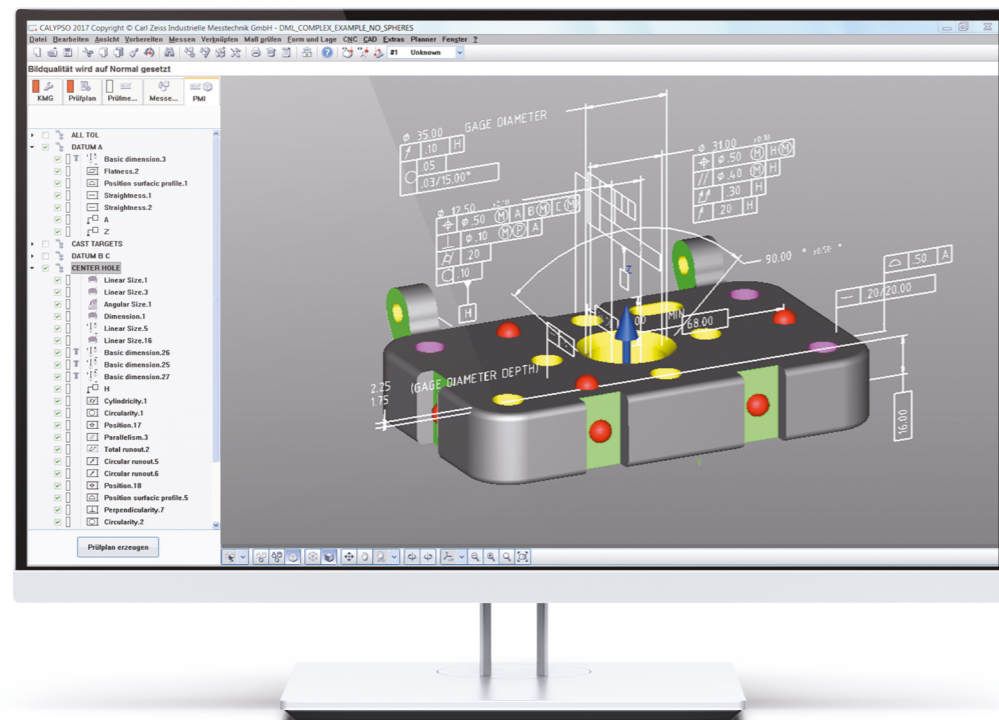 CALYPSO 2017 Copyright © Carl Zeiss Industrielle Messtechnik GmbH - DML_COMPLEX_EXAMPLE_NO_SPHERES
Datei Bearbeiten Ansicht Vorbereiten Messen Verknüpfen Maß prüfen Form und Lage CNC CAD Extras Planner Fenster ?
#1 Unknown
Bildqualität wird auf Normal gesetzt
KMG Prüfplan Prüfme... Messe... PMI
ALL TOL
DATUM A
T Basic dimension.3
Flatness.2
Position surfacic profile.1
Straightness.1
Straightness.2
A
Z
CAST TARGETS
DATUM B C
CENTER HOLE
Linear Size.1
Linear Size.3
Angular Size.1
Dimension.1
Linear Size.5
Linear Size.16
T Basic dimension.26
T Basic dimension.25
T Basic dimension.27
H
Cylindricity.1
Circularity.1
Position.17
Parallelism.3
Total runout.2
Circular runout.5
Circular runout.6
Position.18
Position surfacic profile.5
Perpendicularity.7
Circularity.2
Prüfplan erzeugen
ø 35.00 GAGE DIAMETER
.10 H
.05
.03/15.00°
ø 12.50
ø.50 Ⓜ A B Ⓜ C Ⓜ
ø.10 Ⓜ Ⓟ A
.20
.10
H
ø 31.00 ±0.10
ø.50 Ⓜ H Ⓜ
ø.40 Ⓜ H
.30 H
.20 H
90.00 ° ±0.50 °
.50 A
.20/20.00
Z
MIN
68.00
2.25 (GAGE DIAMETER DEPTH)
1.75
16.00
Y